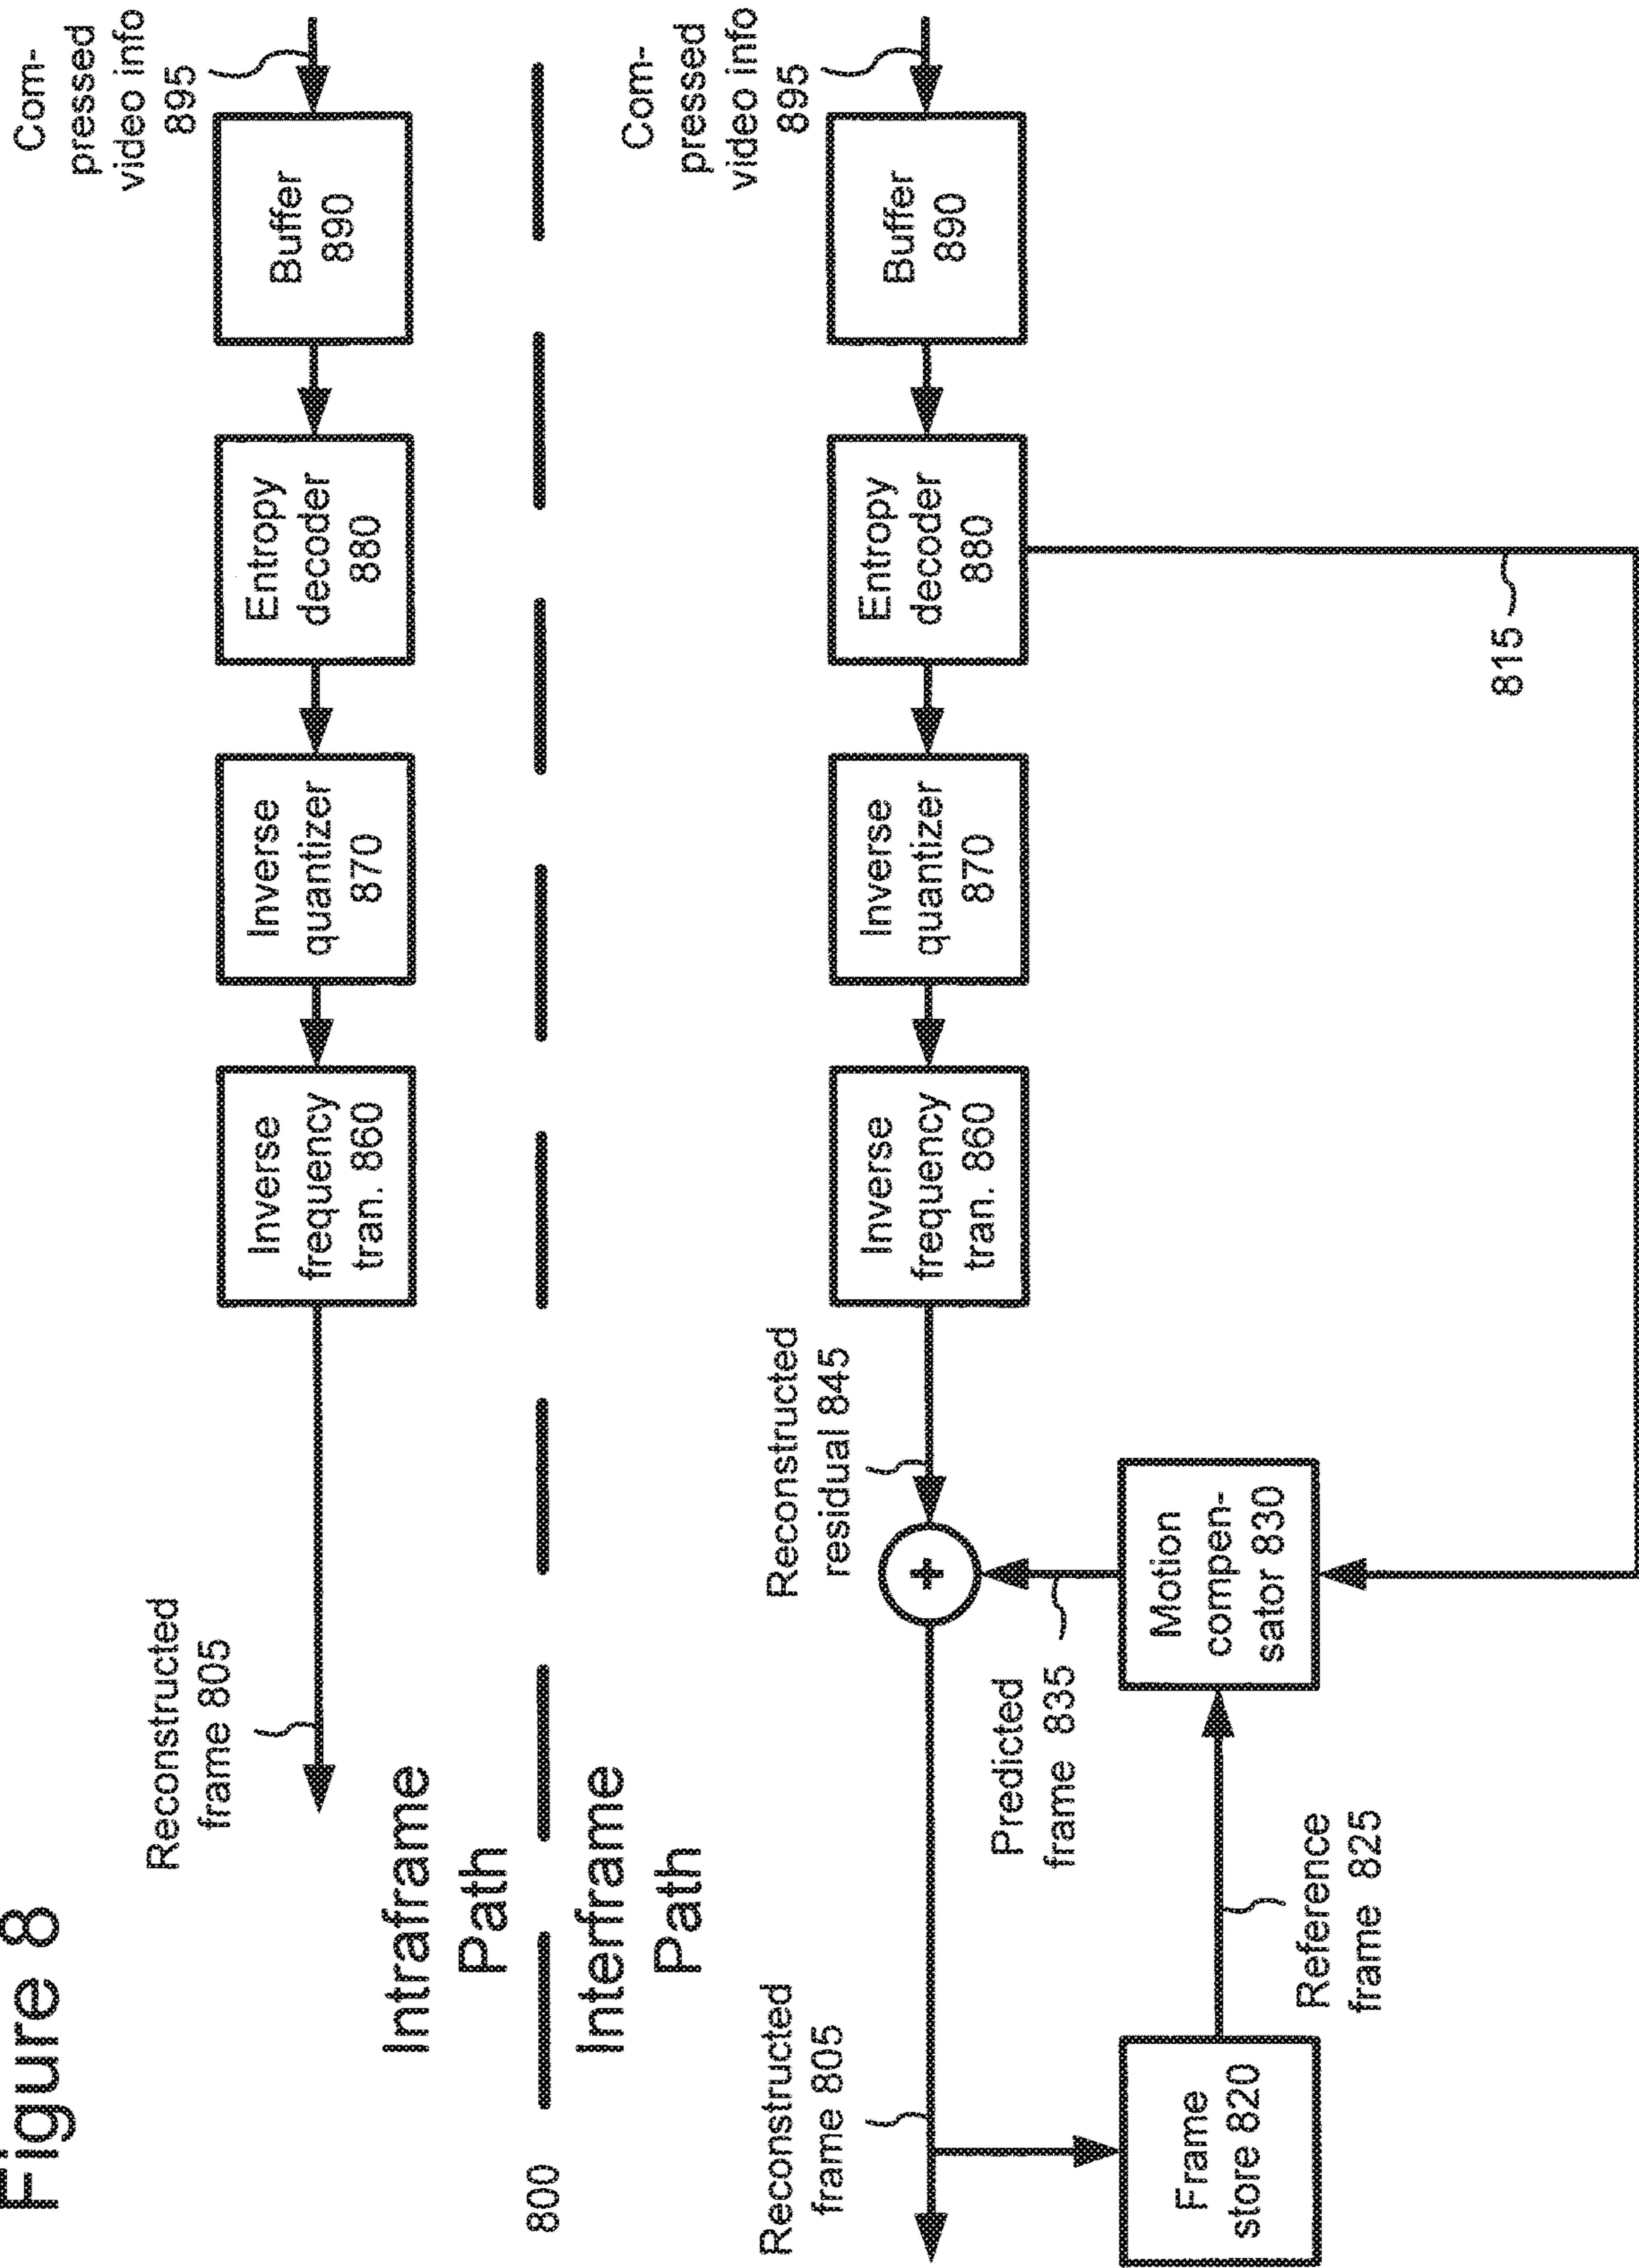 Figure 8
Reconstructed
frame 805
Inverse
frequency
tran. 860
Inverse
quantizer
870
Entropy
decoder
880
Buffer
890
Com-
pressed
video info
895
Intraframe
Path
800
Interframe
Path
Reconstructed
frame 805
Reconstructed
residual 845
Inverse
frequency
tran. 860
Inverse
quantizer
870
Entropy
decoder
880
Buffer
890
Com-
pressed
video info
895
Predicted
frame 835
Motion
compen-
sator 830
Frame
store 820
Reference
frame 825
815
+